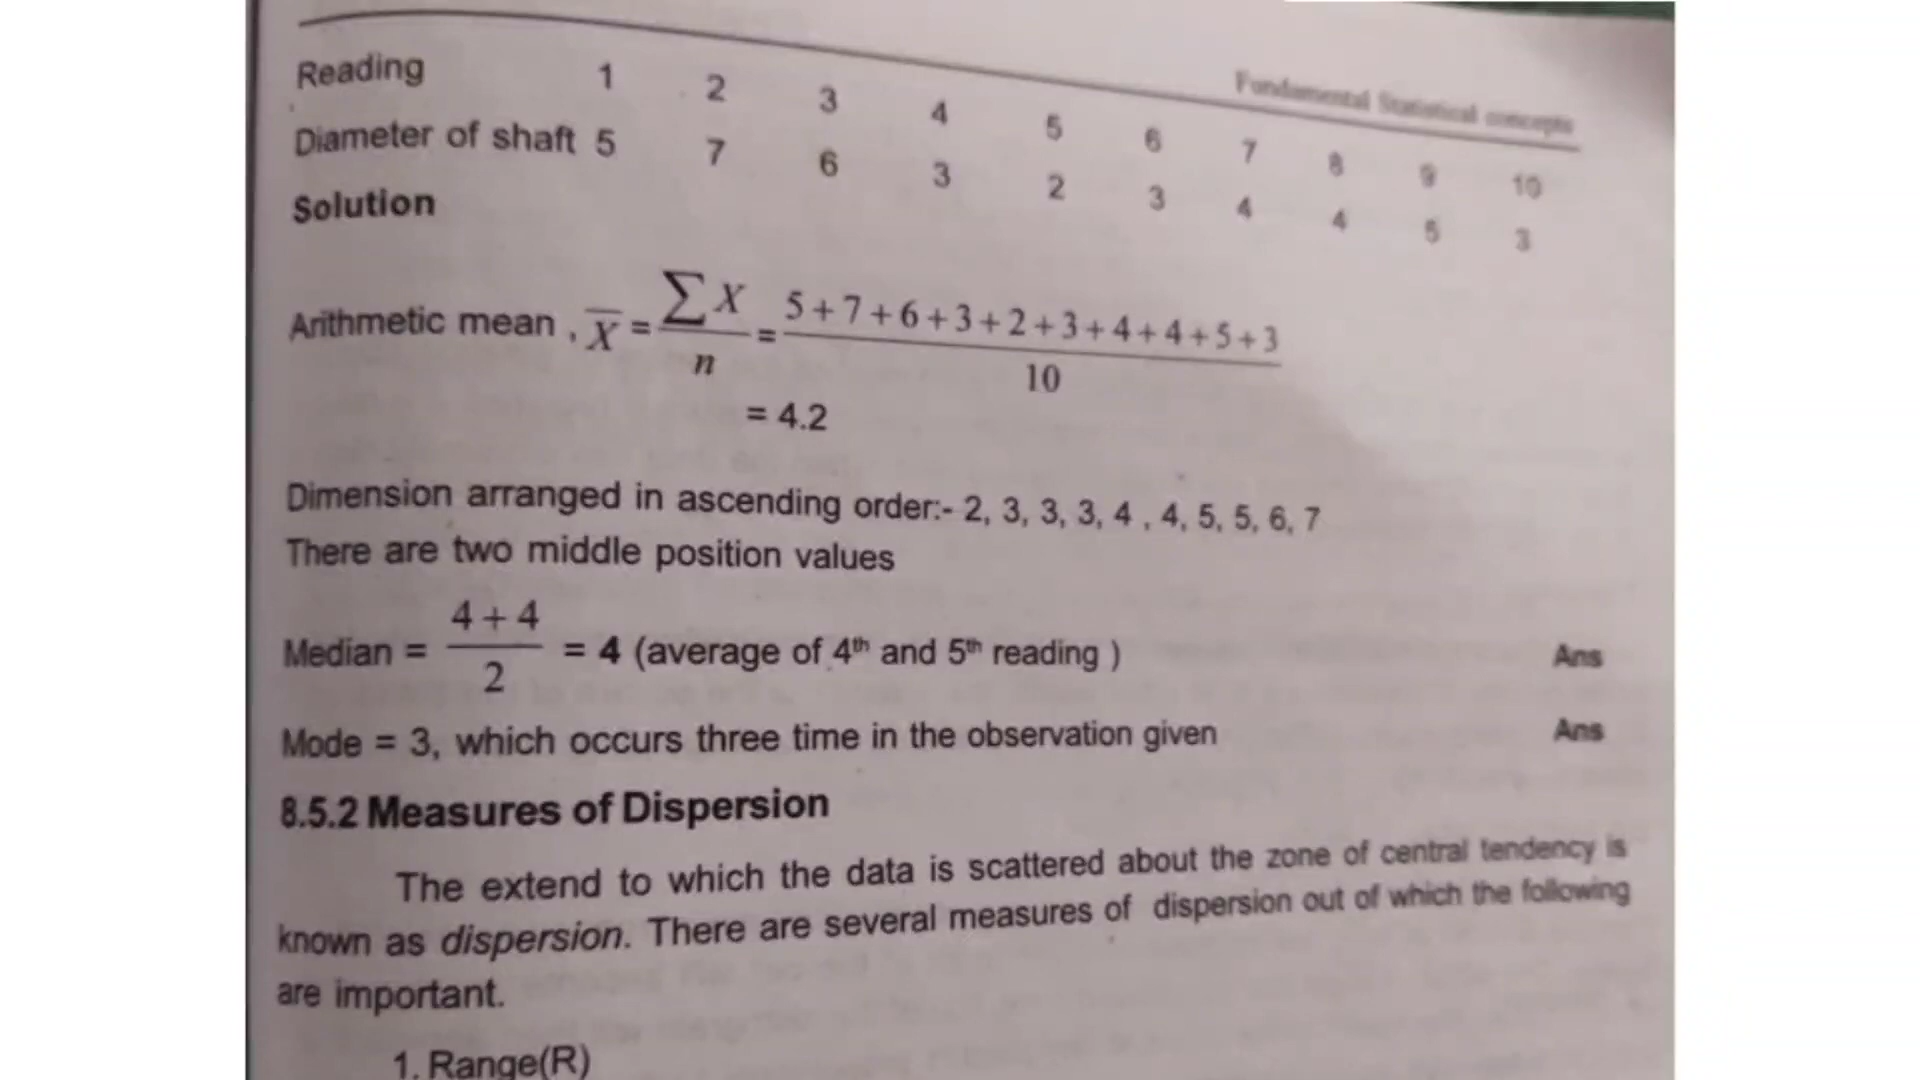 Fundamental Statistical concepts
Reading 1 2 3 4 5 6 7 8 9 10
Diameter of shaft 5 7 6 3 2 3 4 4 5 3
Solution
Arithmetic mean , X̅ = ∑X / n = 5+7+6+3+2+3+4+4+5+3 / 10
= 4.2
Dimension arranged in ascending order:- 2, 3, 3, 3, 4 , 4, 5, 5, 6, 7
There are two middle position values
Median = 4+4 / 2 = 4 (average of 4th and 5th reading ) Ans
Mode = 3, which occurs three time in the observation given Ans
8.5.2 Measures of Dispersion
The extend to which the data is scattered about the zone of central tendency is
known as dispersion. There are several measures of dispersion out of which the following
are important.
1. Range(R)